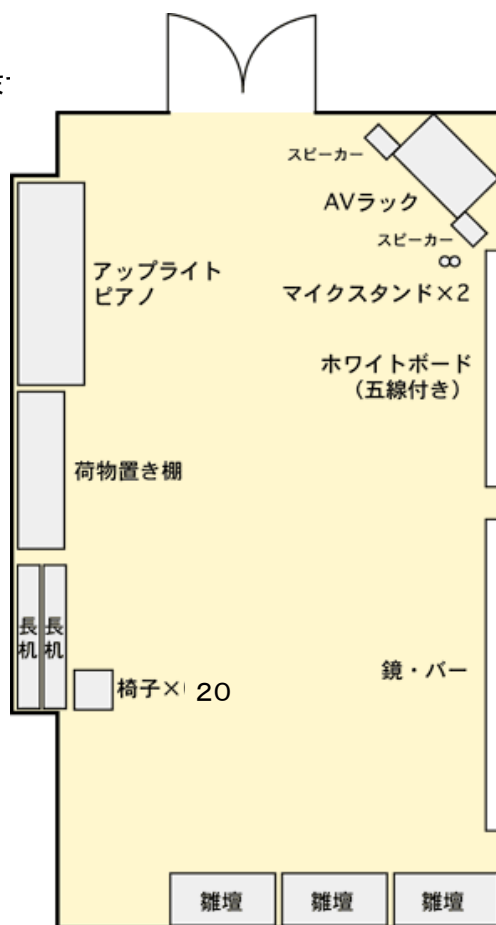 スピーカー
AVラック
スピーカー
マイクスタンド×2
アップライト
ピアノ
ホワイトボード
（五線付き）
荷物置き棚
長机
長机
椅子× 20
鏡・バー
雛壇
雛壇
雛壇